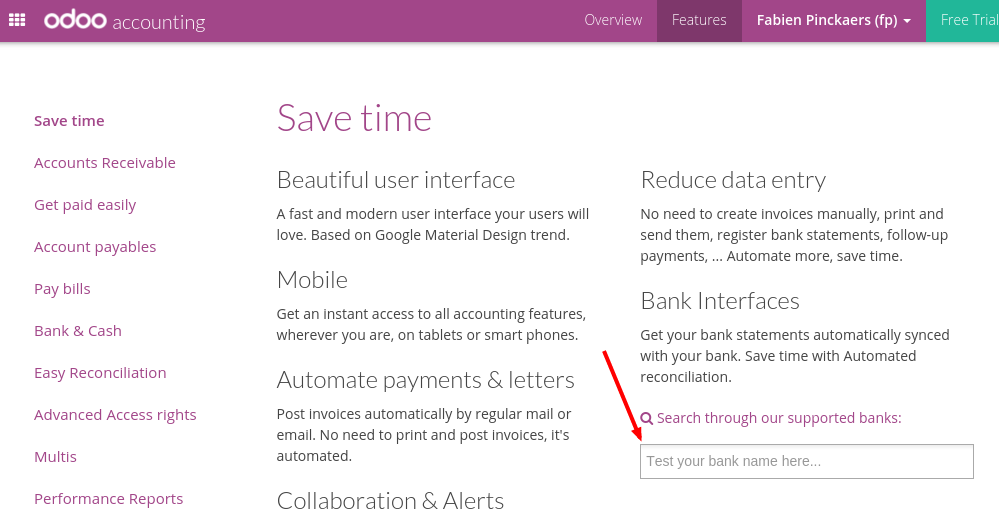 odoo accounting
Overview
Features
Fabien Pinckaers (fp)
Free Trial
Save time
Accounts Receivable
Get paid easily
Account payables
Pay bills
Bank & Cash
Easy Reconciliation
Advanced Access rights
Multis
Performance Reports
Save time
Beautiful user interface
A fast and modern user interface your users will
love. Based on Google Material Design trend.
Mobile
Get an instant access to all accounting features,
wherever you are, on tablets or smart phones.
Automate payments & letters
Post invoices automatically by regular mail or
email. No need to print and post invoices, it's
automated.
Collaboration & Alerts
Reduce data entry
No need to create invoices manually, print and
send them, register bank statements, follow-up
payments, ... Automate more, save time.
Bank Interfaces
Get your bank statements automatically synced
with your bank. Save time with Automated
reconciliation.
Search through our supported banks:
Test your bank name here...